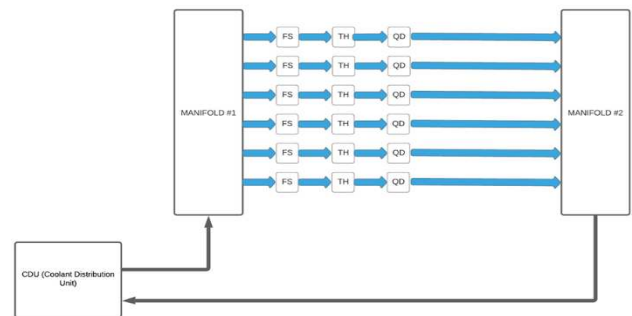 FS TH QD
FS TH QD
FS TH QD
MANIFOLD #1 MANIFOLD #2
FS TH QD
FS TH QD
FS TH QD
CDU (Coolant Distribution
Unit)